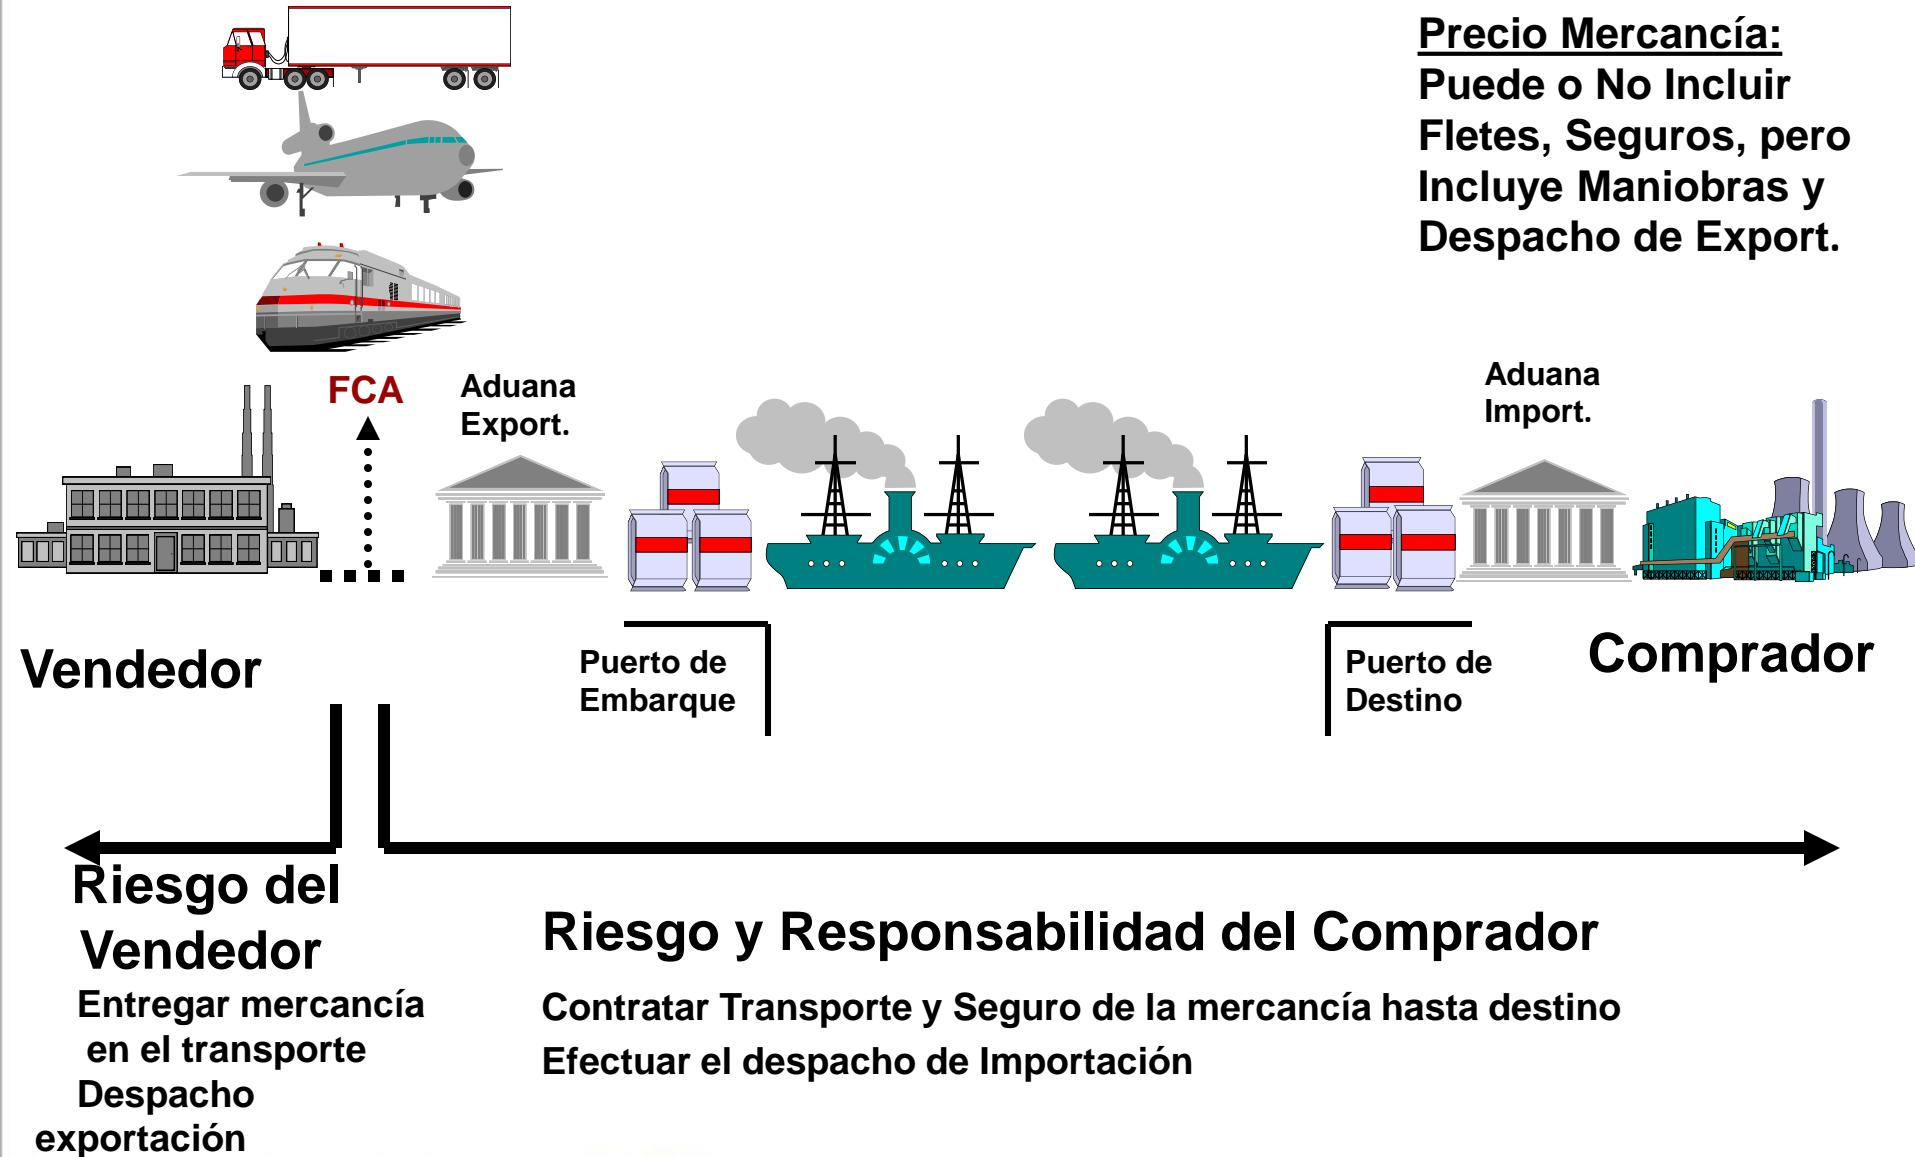 Precio Mercancía:
Puede o No Incluir
Fletes, Seguros, pero
Incluye Maniobras y
Despacho de Export.
FCA
Aduana
Export.
Aduana
Import.
Vendedor
Puerto de
Embarque
Puerto de
Destino
Comprador
Riesgo del
Vendedor
Entregar mercancía
en el transporte
Despacho
exportación
Riesgo y Responsabilidad del Comprador
Contratar Transporte y Seguro de la mercancía hasta destino
Efectuar el despacho de Importación